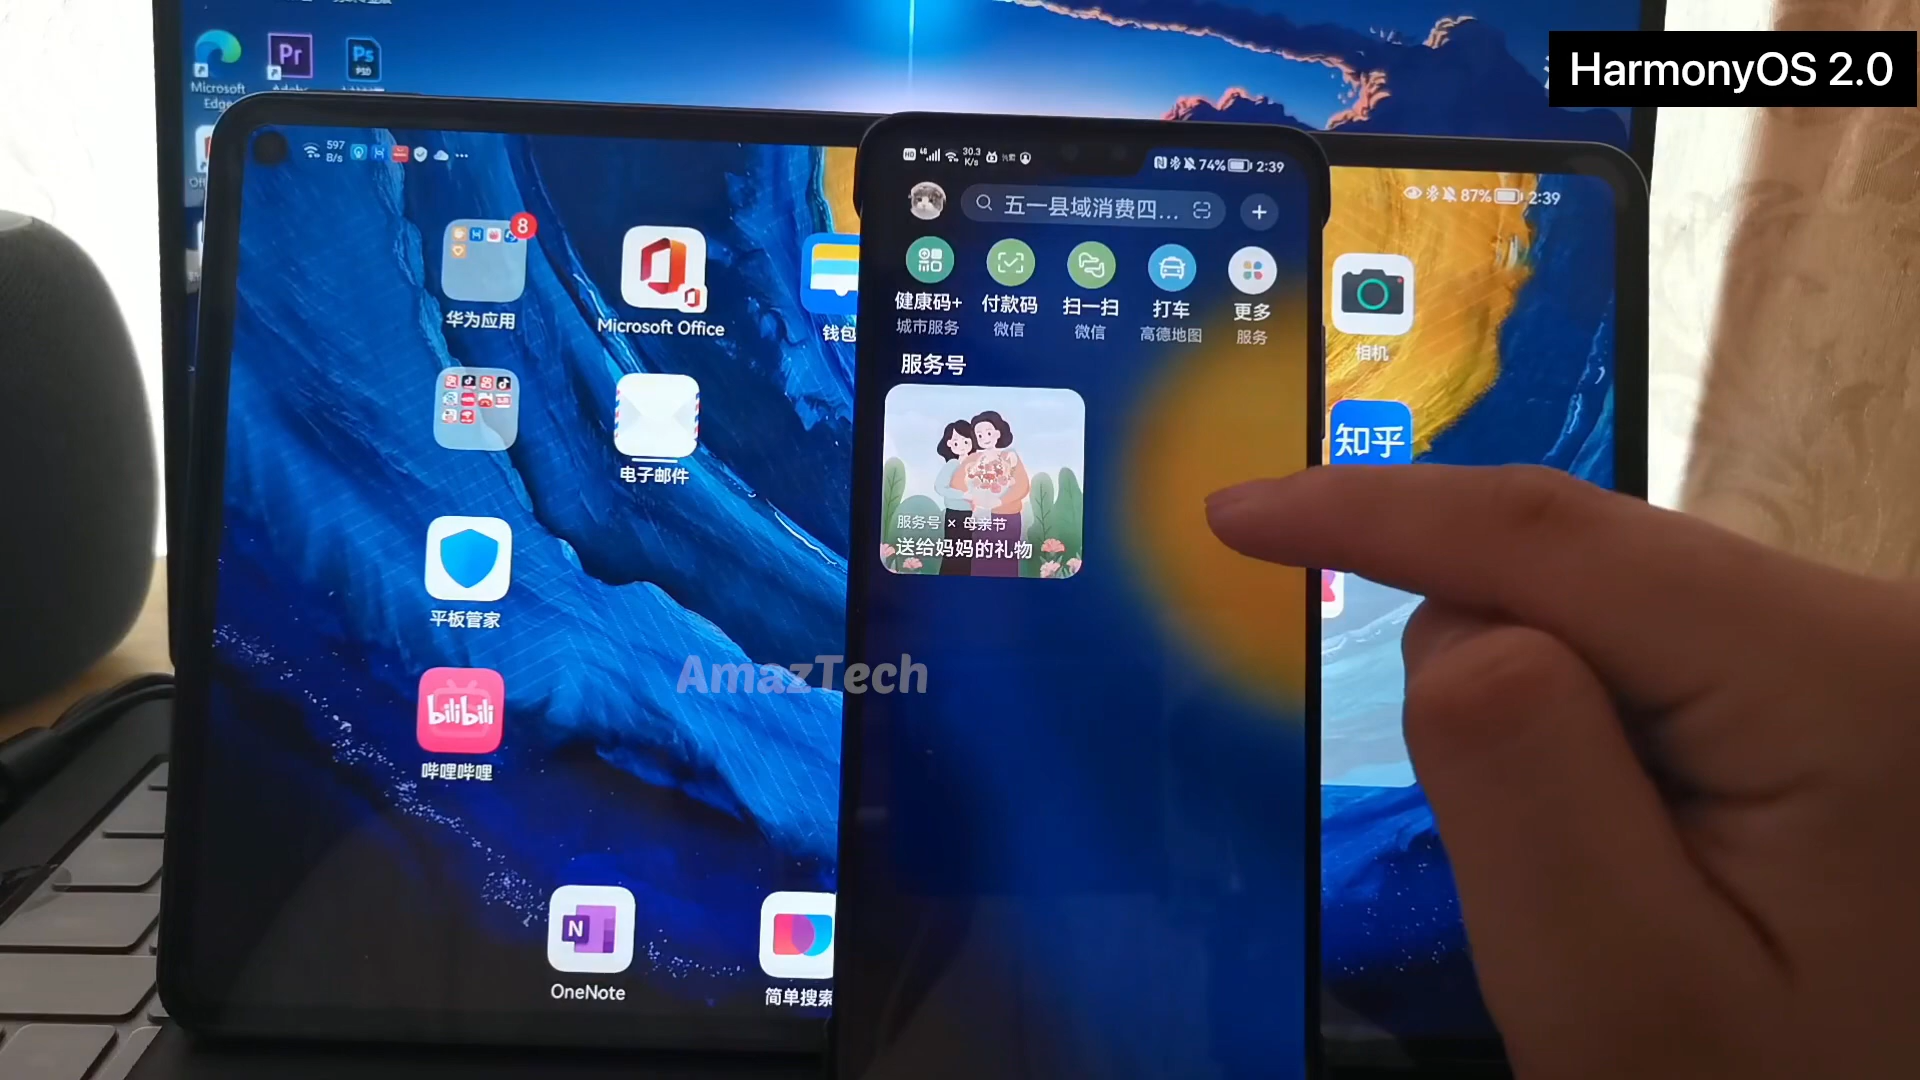 HarmonyOS 2.0
Pr
Ps
PSD
Microsoft
Edge
597
B/s
8
华为应用
Microsoft Office
钱包
电子邮件
平板管家
bilibili
哔哩哔哩
N
OneNote
简单搜索
30.3
K/s
74%
2:39
五一县域消费四...
健康码+
付款码
扫一扫
打车
更多
城市服务
微信
微信
高德地图
服务
服务号
服务号 × 母亲节
送给妈妈的礼物
87%
2:39
相机
知乎
AmazTech